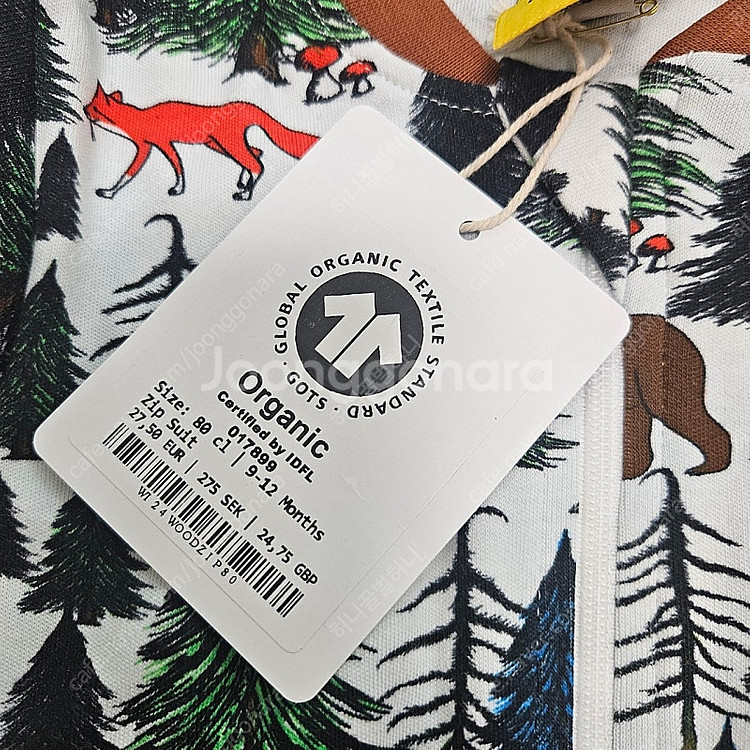 GLOBAL ORGANIC TEXTILE STANDARD · GOTS ·
Organic
Certified by IDFL
017899
Size: 80 cl | 9-12 Months
Zip Suit
27,50 EUR | 275 SEK | 24,75 GBP
WI24WOODZIP80
Joonggonara